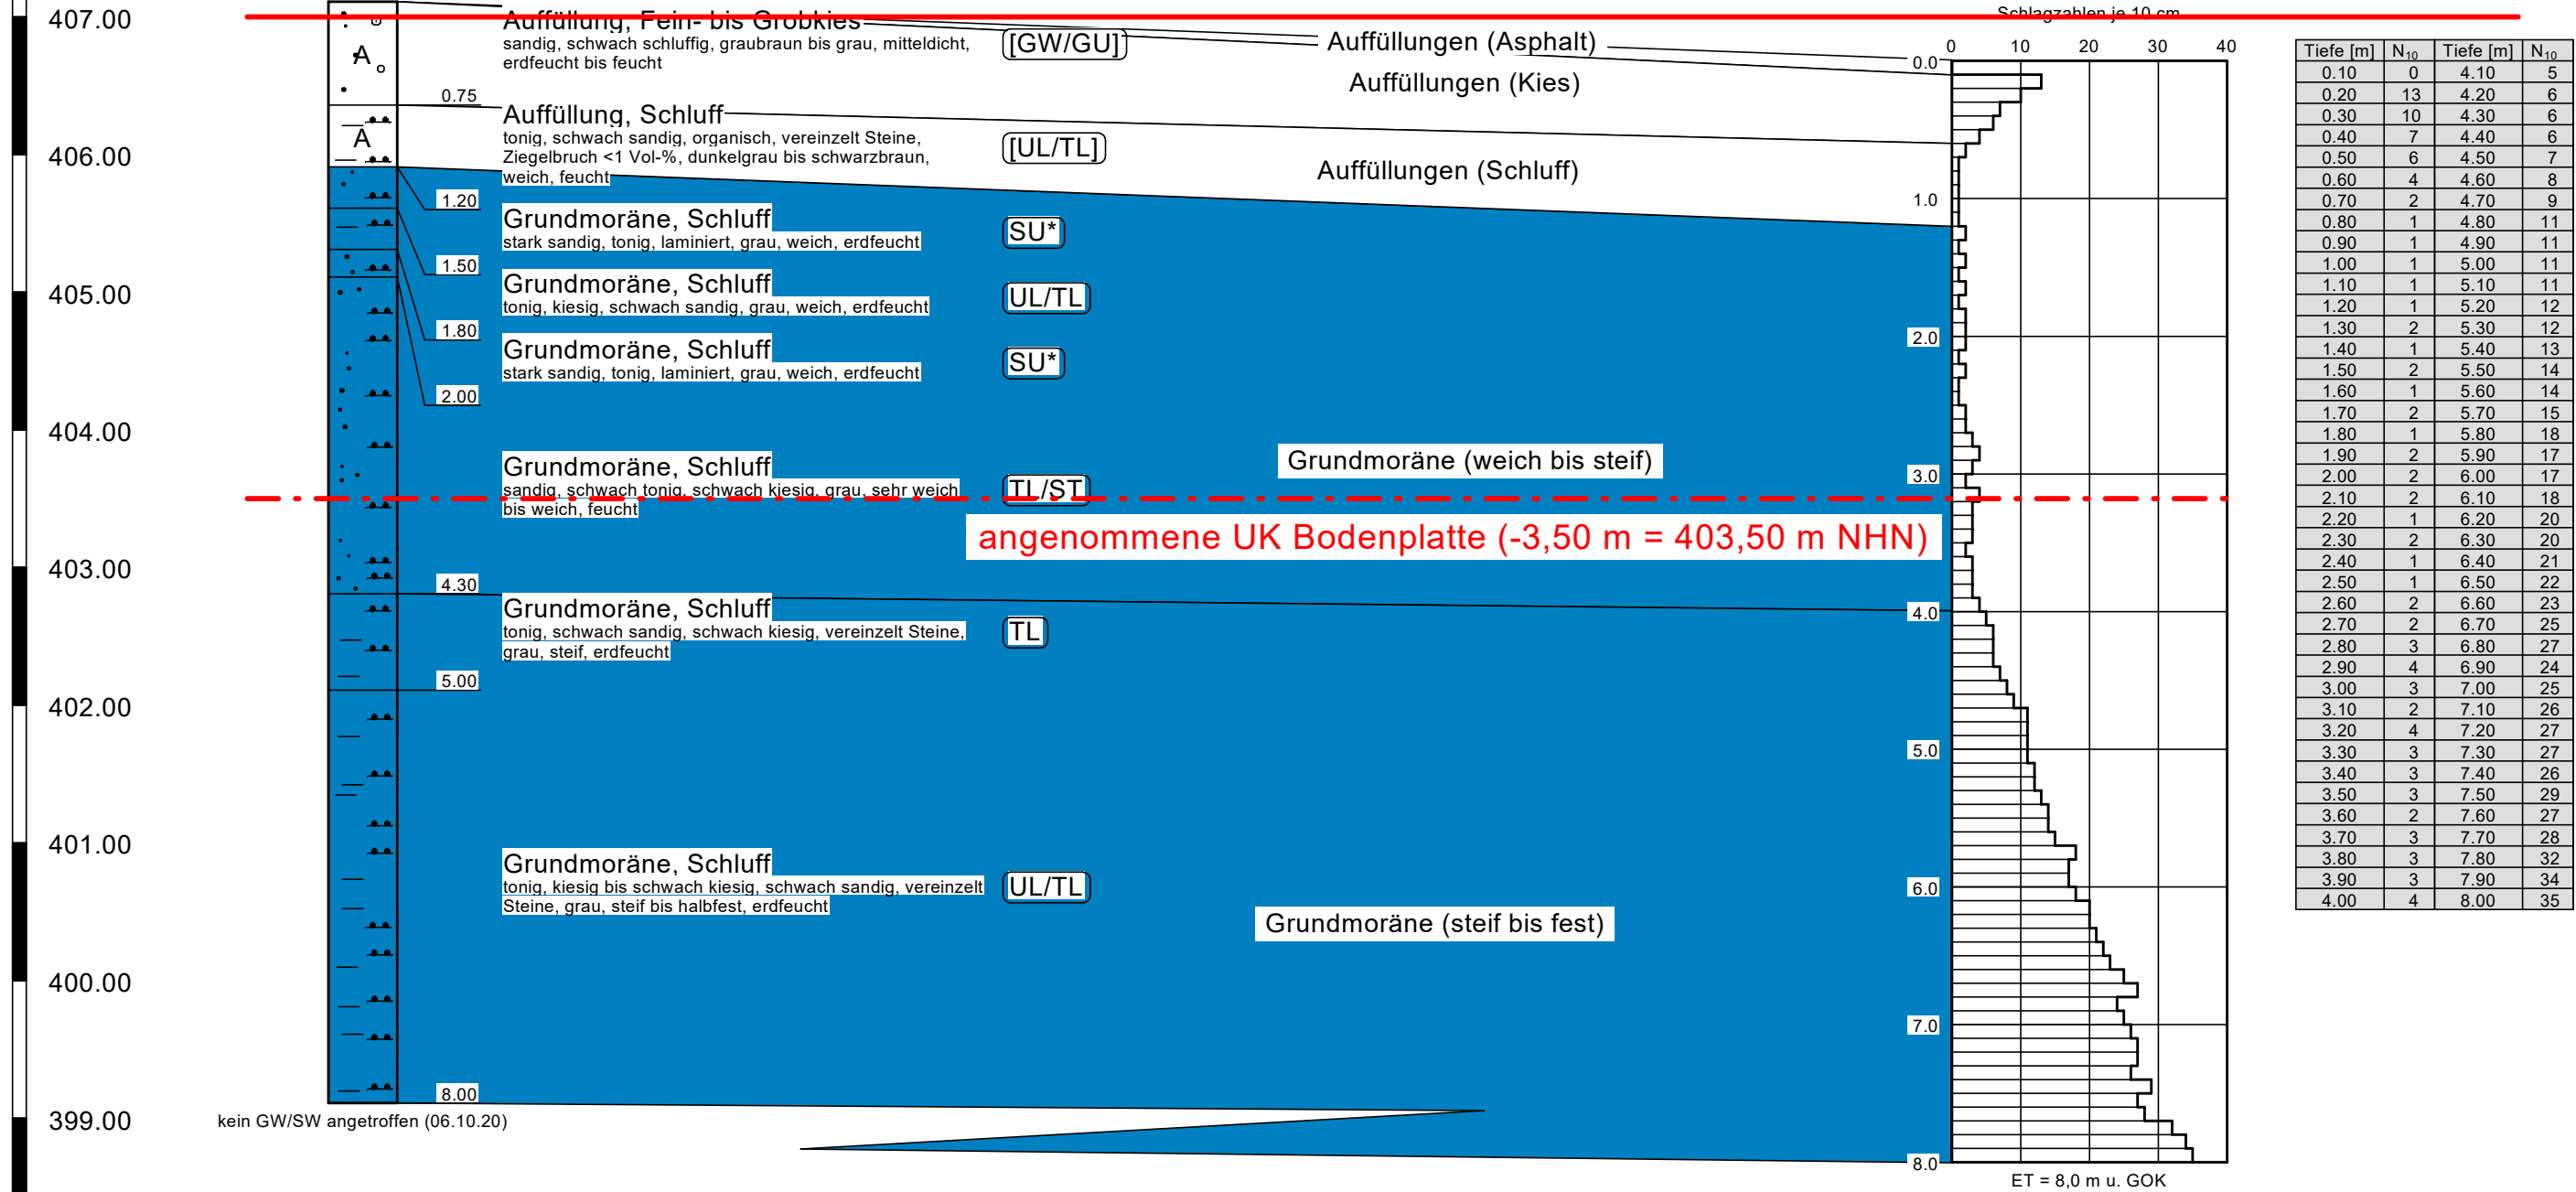 407.00
406.00
405.00
404.00
403.00
402.00
401.00
400.00
399.00
A
A
0.75
1.20
1.50
1.80
2.00
4.30
5.00
8.00
kein GW/SW angetroffen (06.10.20)
Auffüllung, Fein- bis Grobkies
sandig, schwach schluffig, graubraun bis grau, mitteldicht,
erdfeucht bis feucht
[GW/GU]
Auffüllung, Schluff
tonig, schwach sandig, organisch, vereinzelt Steine,
Ziegelbruch <1 Vol-%, dunkelgrau bis schwarzbraun,
weich, feucht
[UL/TL]
Grundmoräne, Schluff
stark sandig, tonig, laminiert, grau, weich, erdfeucht
SU*
Grundmoräne, Schluff
tonig, kiesig, schwach sandig, grau, weich, erdfeucht
UL/TL
Grundmoräne, Schluff
stark sandig, tonig, laminiert, grau, weich, erdfeucht
SU*
Grundmoräne, Schluff
sandig, schwach tonig, schwach kiesig, grau, sehr weich
bis weich, feucht
TL/ST
Grundmoräne, Schluff
tonig, schwach sandig, schwach kiesig, vereinzelt Steine,
grau, steif, erdfeucht
TL
Grundmoräne, Schluff
tonig, kiesig bis schwach kiesig, schwach sandig, vereinzelt
Steine, grau, steif bis halbfest, erdfeucht
UL/TL
Auffüllungen (Asphalt)
Auffüllungen (Kies)
Auffüllungen (Schluff)
Grundmoräne (weich bis steif)
angenommene UK Bodenplatte (-3,50 m = 403,50 m NHN)
Grundmoräne (steif bis fest)
Schlagzahlen je 10 cm
0 10 20 30 40
0.0
1.0
2.0
3.0
4.0
5.0
6.0
7.0
8.0
ET = 8,0 m u. GOK
Tiefe [m] N10 Tiefe [m] N10
0.10 0 4.10 5
0.20 13 4.20 6
0.30 10 4.30 6
0.40 7 4.40 6
0.50 6 4.50 7
0.60 4 4.60 8
0.70 2 4.70 9
0.80 1 4.80 11
0.90 1 4.90 11
1.00 1 5.00 11
1.10 1 5.10 11
1.20 1 5.20 12
1.30 2 5.30 12
1.40 1 5.40 13
1.50 2 5.50 14
1.60 1 5.60 14
1.70 2 5.70 15
1.80 1 5.80 18
1.90 2 5.90 17
2.00 2 6.00 17
2.10 2 6.10 18
2.20 1 6.20 20
2.30 2 6.30 20
2.40 1 6.40 21
2.50 1 6.50 22
2.60 2 6.60 23
2.70 2 6.70 25
2.80 3 6.80 27
2.90 4 6.90 24
3.00 3 7.00 25
3.10 2 7.10 26
3.20 4 7.20 27
3.30 3 7.30 27
3.40 3 7.40 26
3.50 3 7.50 29
3.60 2 7.60 27
3.70 3 7.70 28
3.80 3 7.80 32
3.90 3 7.90 34
4.00 4 8.00 35